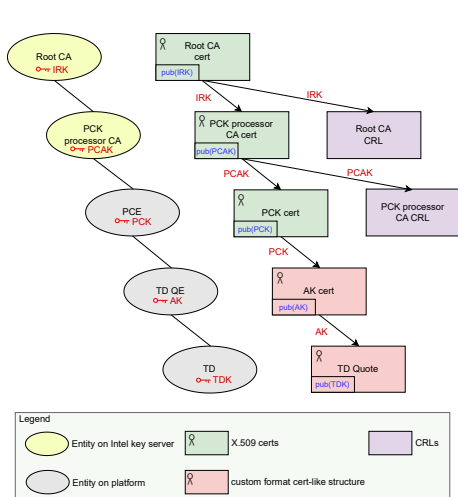 Root CA
IRK
Root CA
cert
pub(IRK)
IRK
IRK
PCK
processor CA
PCAK
PCK processor
CA cert
pub(PCAK)
Root CA
CRL
PCAK
PCAK
PCE
PCK
PCK cert
pub(PCK)
PCK processor
CA CRL
PCK
TD QE
AK
AK cert
pub(AK)
AK
TD
TDK
TD Quote
pub(TDK)
Legend
Entity on Intel key server
X.509 certs
CRLs
Entity on platform
custom format cert-like structure